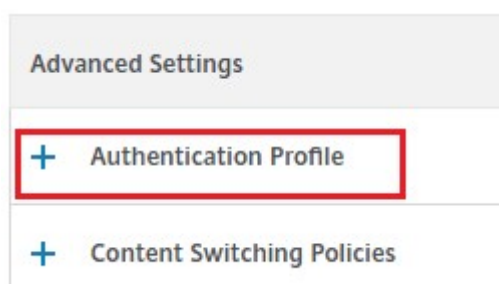 Advanced Settings
+ Authentication Profile
+ Content Switching Policies